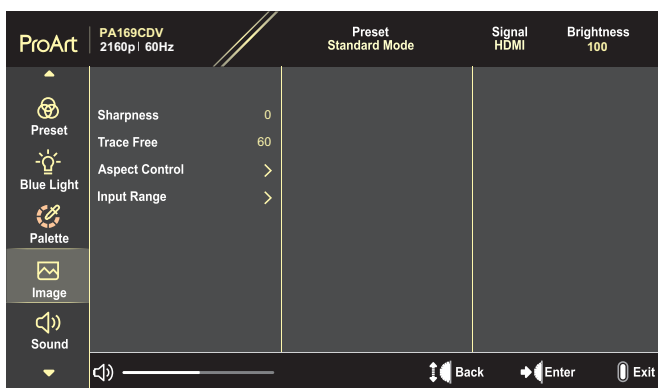 ProArt
PA169CDV
2160p| 60Hz
Preset
Standard Mode
Signal
HDMI
Brightness
100
Preset
Blue Light
Palette
Image
Sound
Sharpness 0
Trace Free 60
Aspect Control
Input Range
Back
Enter
Exit